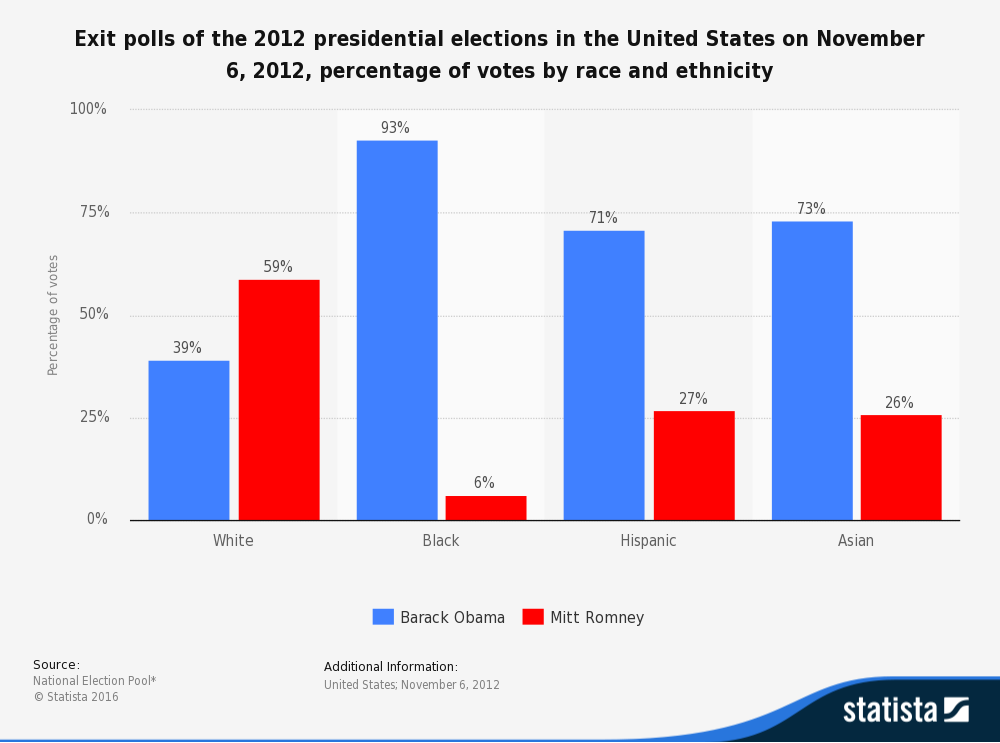 Exit polls of the 2012 presidential elections in the United States on November
6, 2012, percentage of votes by race and ethnicity
100%
75%
50%
25%
0%
Percentage of votes
39%
59%
93%
6%
71%
27%
73%
26%
White
Black
Hispanic
Asian
Barack Obama
Mitt Romney
Source:
National Election Pool*
© Statista 2016
Additional Information:
United States; November 6, 2012
statista